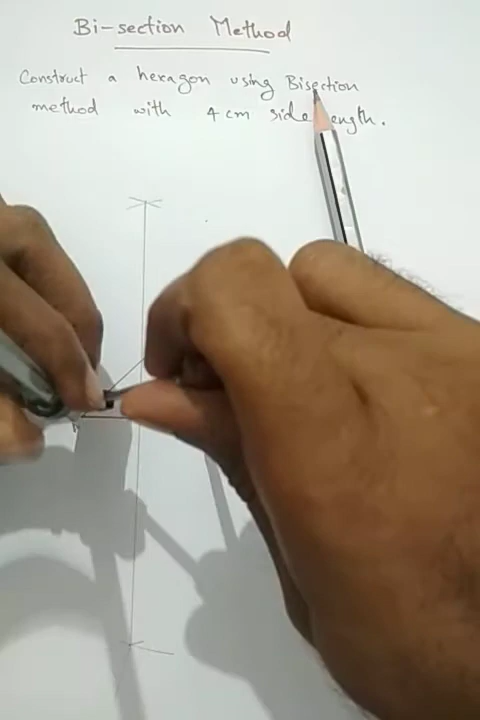 Bi-section Method
Construct a hexagon using Bisection
method with 4 cm side length.